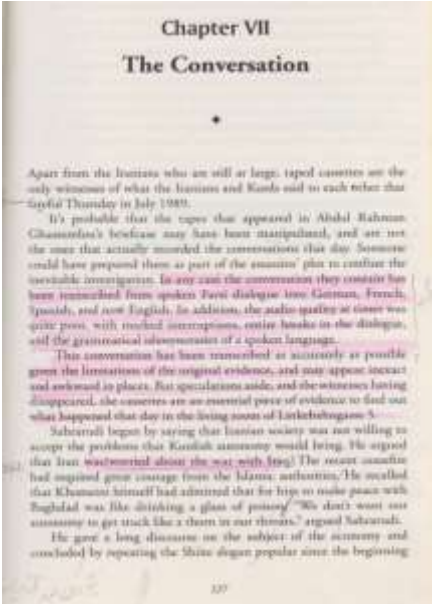 Chapter VII
The Conversation
Apart from the Iranians who are still at large, taped cassettes are the
only witnesses of what the Iranians and Kurds said to each other that
fateful Thursday in July 1989.
It's probable that the tapes that appeared in Abdul Rahman
Ghassemlou's briefcase may have been manipulated, and are not
the ones that actually recorded the conversations that day. Someone
could have prepared them as part of the assassins' plot to confuse the
inevitable investigation. In any case the conversation they contain has
been transcribed from spoken Farsi dialogue into German, French,
Spanish, and now English. In addition, the audio quality at times was
quite poor, with muffled interruptions, entire breaks in the dialogue,
and the grammatical idiosyncrasies of a spoken language.
This conversation has been transcribed as accurately as possible
given the limitations of the original evidence, and may appear inexact
and awkward in places. But speculations aside, and the witnesses having
disappeared, the cassettes are an essential piece of evidence to find out
what happened that day in the living room of Linkebahngasse 5.
Sahrarudi began by saying that Iranian society was not willing to
accept the problems that Kurdish autonomy would bring. He argued
that Iran was worried about the war with Iraq. The recent ceasefire
had required great courage from the Islamic authorities. He recalled
that Khomeini himself had admitted that for him to make peace with
Baghdad was like drinking a glass of poison. "We don't want our
autonomy to get stuck like a thorn in our throats," argued Sahrarudi.
He gave a long discourse on the subject of the economy and
concluded by repeating the Shiite slogan popular since the beginning